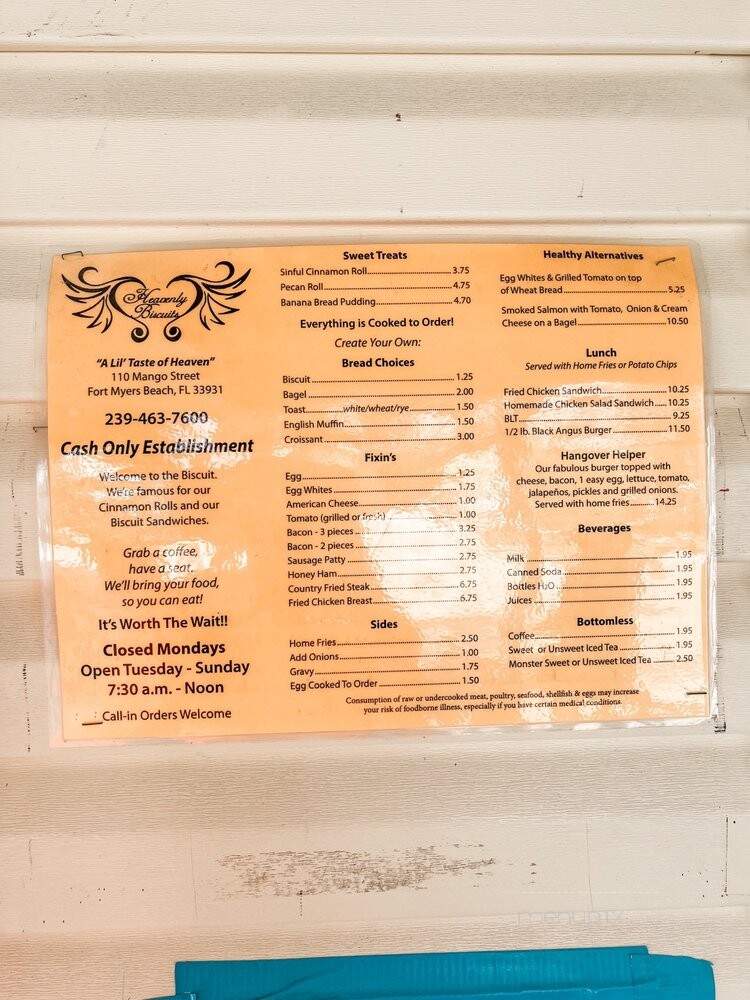 Heavenly
Biscuits
"A Lil' Taste of Heaven"
110 Mango Street
Fort Myers Beach, FL 33931
239-463-7600
Cash Only Establishment
Welcome to the Biscuit.
We're famous for our
Cinnamon Rolls and our
Biscuit Sandwiches.
Grab a coffee,
have a seat.
We'll bring your food,
so you can eat!
It's Worth The Wait!!
Closed Mondays
Open Tuesday - Sunday
7:30 a.m. - Noon
Call-in Orders Welcome
Sweet Treats
Sinful Cinnamon Roll 3.75
Pecan Roll 4.75
Banana Bread Pudding 4.70
Everything is Cooked to Order!
Create Your Own:
Bread Choices
Biscuit 1.25
Bagel 2.00
Toast white/wheat/rye 1.50
English Muffin 1.50
Croissant 3.00
Fixin's
Egg 1.25
Egg Whites 1.75
American Cheese 1.00
Tomato (grilled or fresh) 1.00
Bacon - 3 pieces 3.25
Bacon - 2 pieces 2.75
Sausage Patty 2.75
Honey Ham 2.75
Country Fried Steak 6.75
Fried Chicken Breast 6.75
Sides
Home Fries 2.50
Add Onions 1.00
Gravy 1.75
Egg Cooked To Order 1.50
Healthy Alternatives
Egg Whites & Grilled Tomato on top
of Wheat Bread 5.25
Smoked Salmon with Tomato, Onion & Cream
Cheese on a Bagel 10.50
Lunch
Served with Home Fries or Potato Chips
Fried Chicken Sandwich 10.25
Homemade Chicken Salad Sandwich 10.25
BLT 9.25
1/2 lb. Black Angus Burger 11.50
Hangover Helper
Our fabulous burger topped with
cheese, bacon, 1 easy egg, lettuce, tomato,
jalapeños, pickles and grilled onions.
Served with home fries 14.25
Beverages
Milk 1.95
Canned Soda 1.95
Bottles H₂O 1.95
Juices 1.95
Bottomless
Coffee 1.95
Sweet or Unsweet Iced Tea 1.95
Monster Sweet or Unsweet Iced Tea 2.50
Consumption of raw or undercooked meat, poultry, seafood, shellfish & eggs may increase
your risk of foodborne illness, especially if you have certain medical conditions.